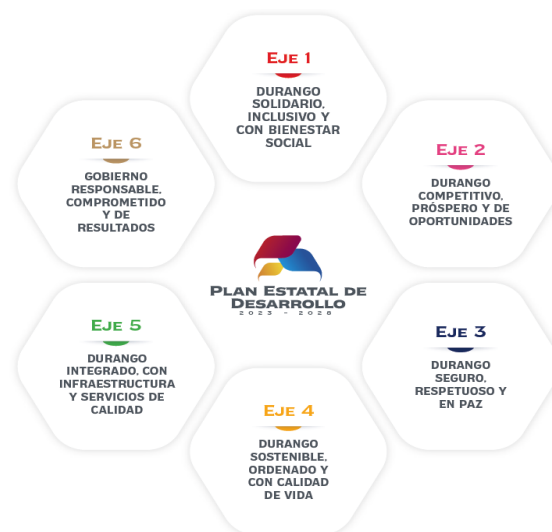 EJE 1
DURANGO
SOLIDARIO,
INCLUSIVO Y
CON BIENESTAR
SOCIAL
EJE 6
GOBIERNO
RESPONSABLE,
COMPROMETIDO
Y DE
RESULTADOS
EJE 2
DURANGO
COMPETITIVO,
PRÓSPERO Y DE
OPORTUNIDADES
PLAN ESTATAL DE
DESARROLLO
2023 - 2028
EJE 5
DURANGO
INTEGRADO, CON
INFRAESTRUCTURA
Y SERVICIOS DE
CALIDAD
EJE 3
DURANGO
SEGURO,
RESPETUOSO Y
EN PAZ
EJE 4
DURANGO
SOSTENIBLE,
ORDENADO Y
CON CALIDAD
DE VIDA